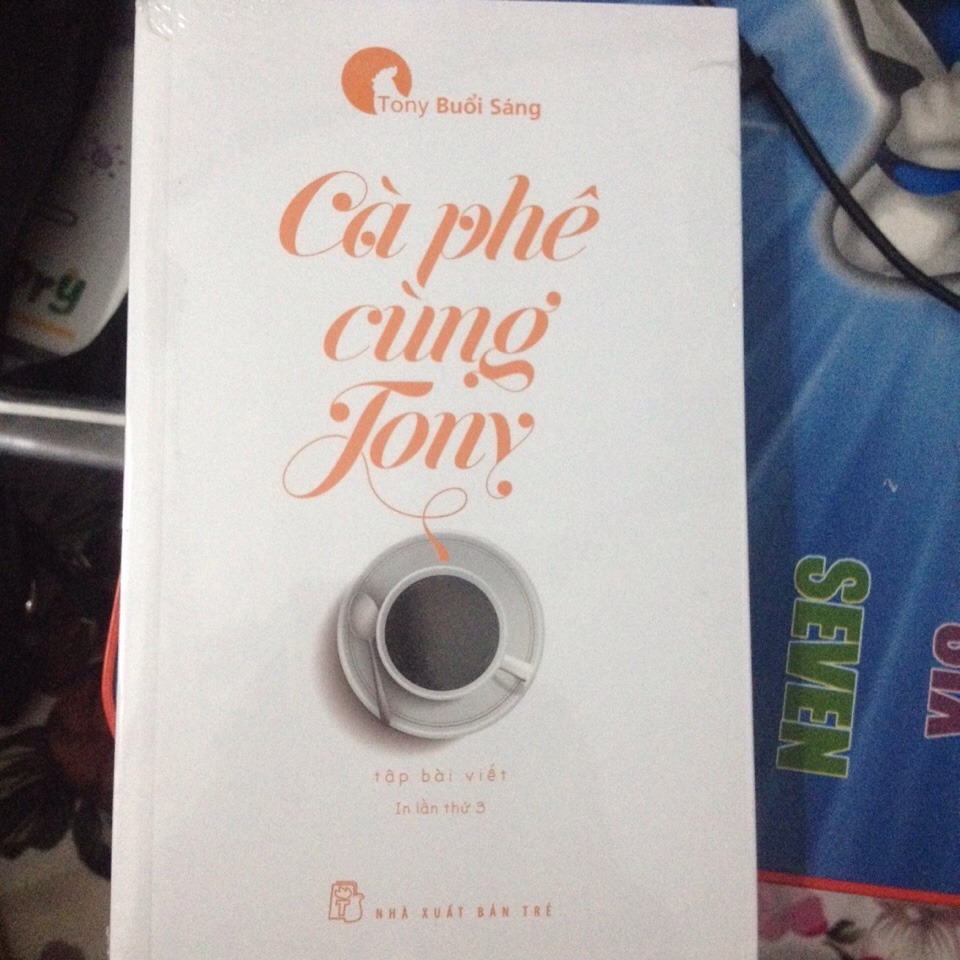 Tony Buổi Sáng
Cà phê
cùng
Tony
tập bài viết
In lần thứ 3
NHÀ XUẤT BẢN TRẺ
SEVEN